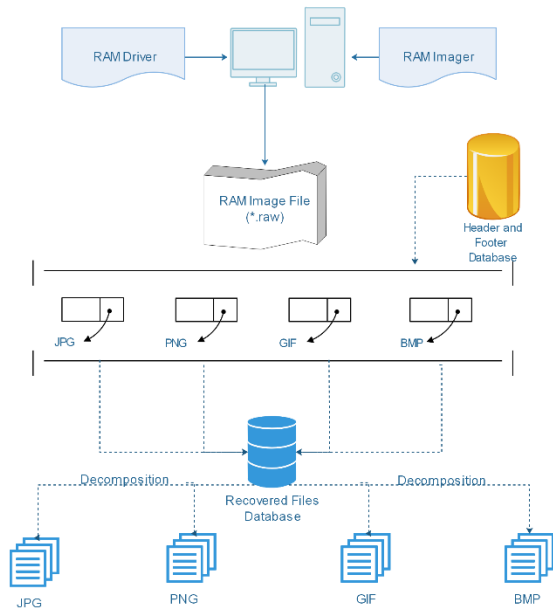 RAM Driver
RAM Imager
RAM Image File
(*.raw)
Header and
Footer
Database
JPG
PNG
GIF
BMP
Decomposition
Decomposition
Recovered Files
Database
JPG
PNG
GIF
BMP